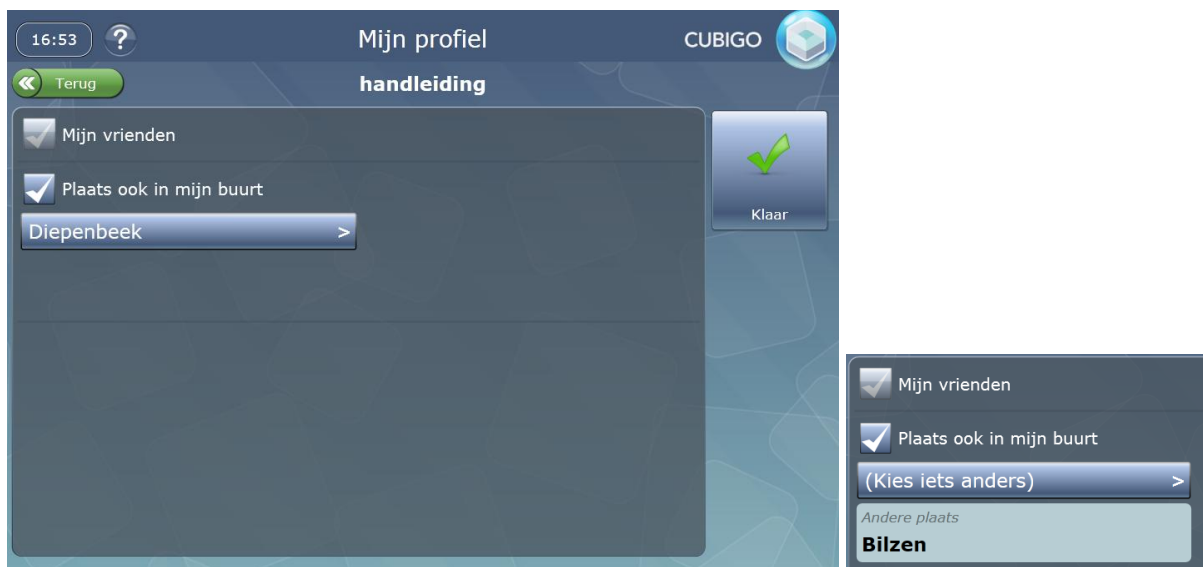 16:53 ? Mijn profiel CUBIGO
« Terug handleiding
Mijn vrienden
Plaats ook in mijn buurt
Diepenbeek >
Klaar
Mijn vrienden
Plaats ook in mijn buurt
(Kies iets anders) >
Andere plaats
Bilzen